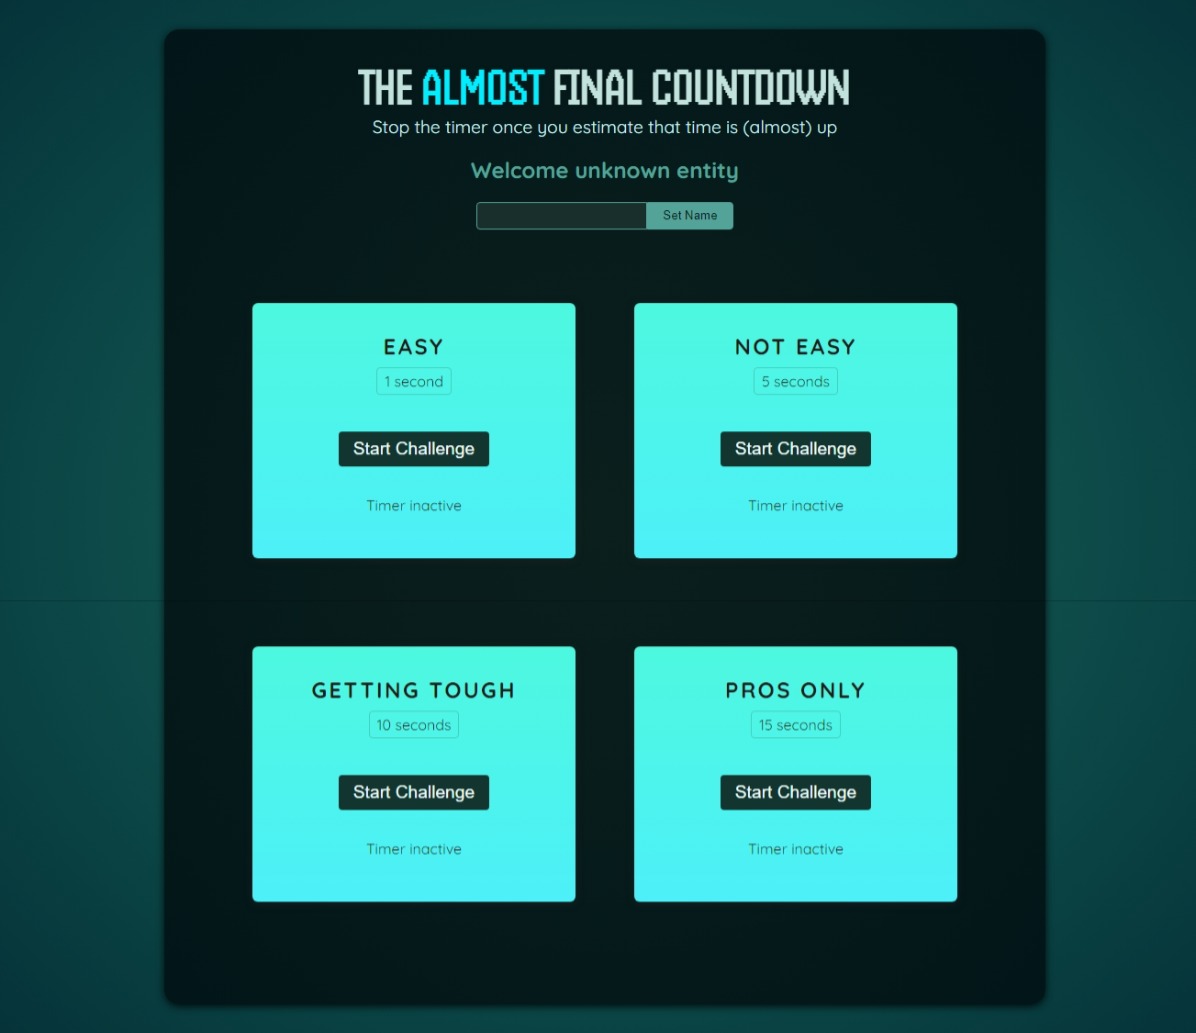 THE ALMOST FINAL COUNTDOWN
Stop the timer once you estimate that time is (almost) up
Welcome unknown entity
Set Name
EASY
1 second
Start Challenge
Timer inactive
NOT EASY
5 seconds
Start Challenge
Timer inactive
GETTING TOUGH
10 seconds
Start Challenge
Timer inactive
PROS ONLY
15 seconds
Start Challenge
Timer inactive